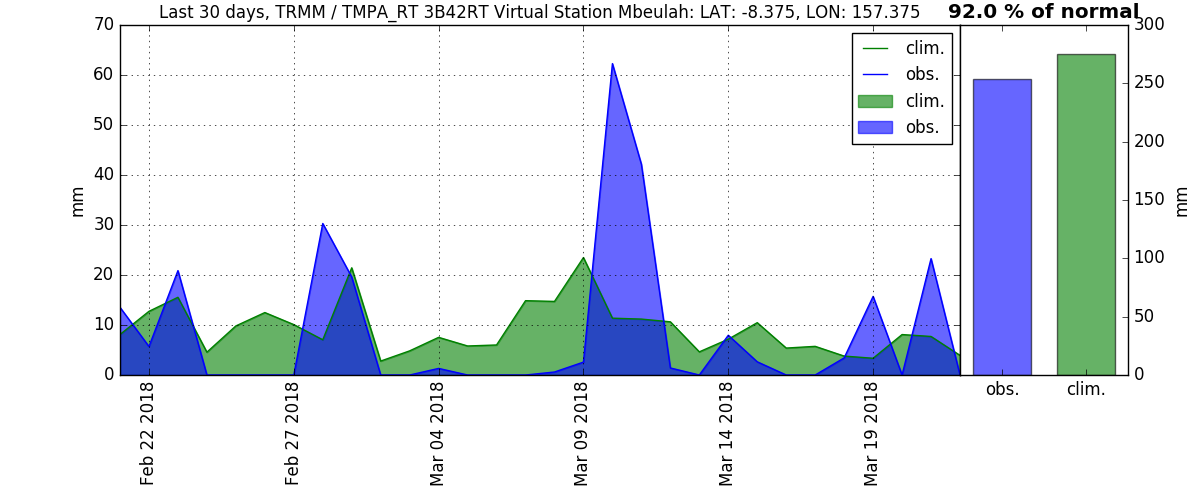 Last 30 days, TRMM / TMPA_RT 3B42RT Virtual Station Mbeulah: LAT: -8.375, LON: 157.375
92.0 % of normal
70
60
50
40
30
20
10
0
mm
clim.
obs.
clim.
obs.
Feb 22 2018
Feb 27 2018
Mar 04 2018
Mar 09 2018
Mar 14 2018
Mar 19 2018
300
250
200
150
100
50
0
mm
obs.
clim.